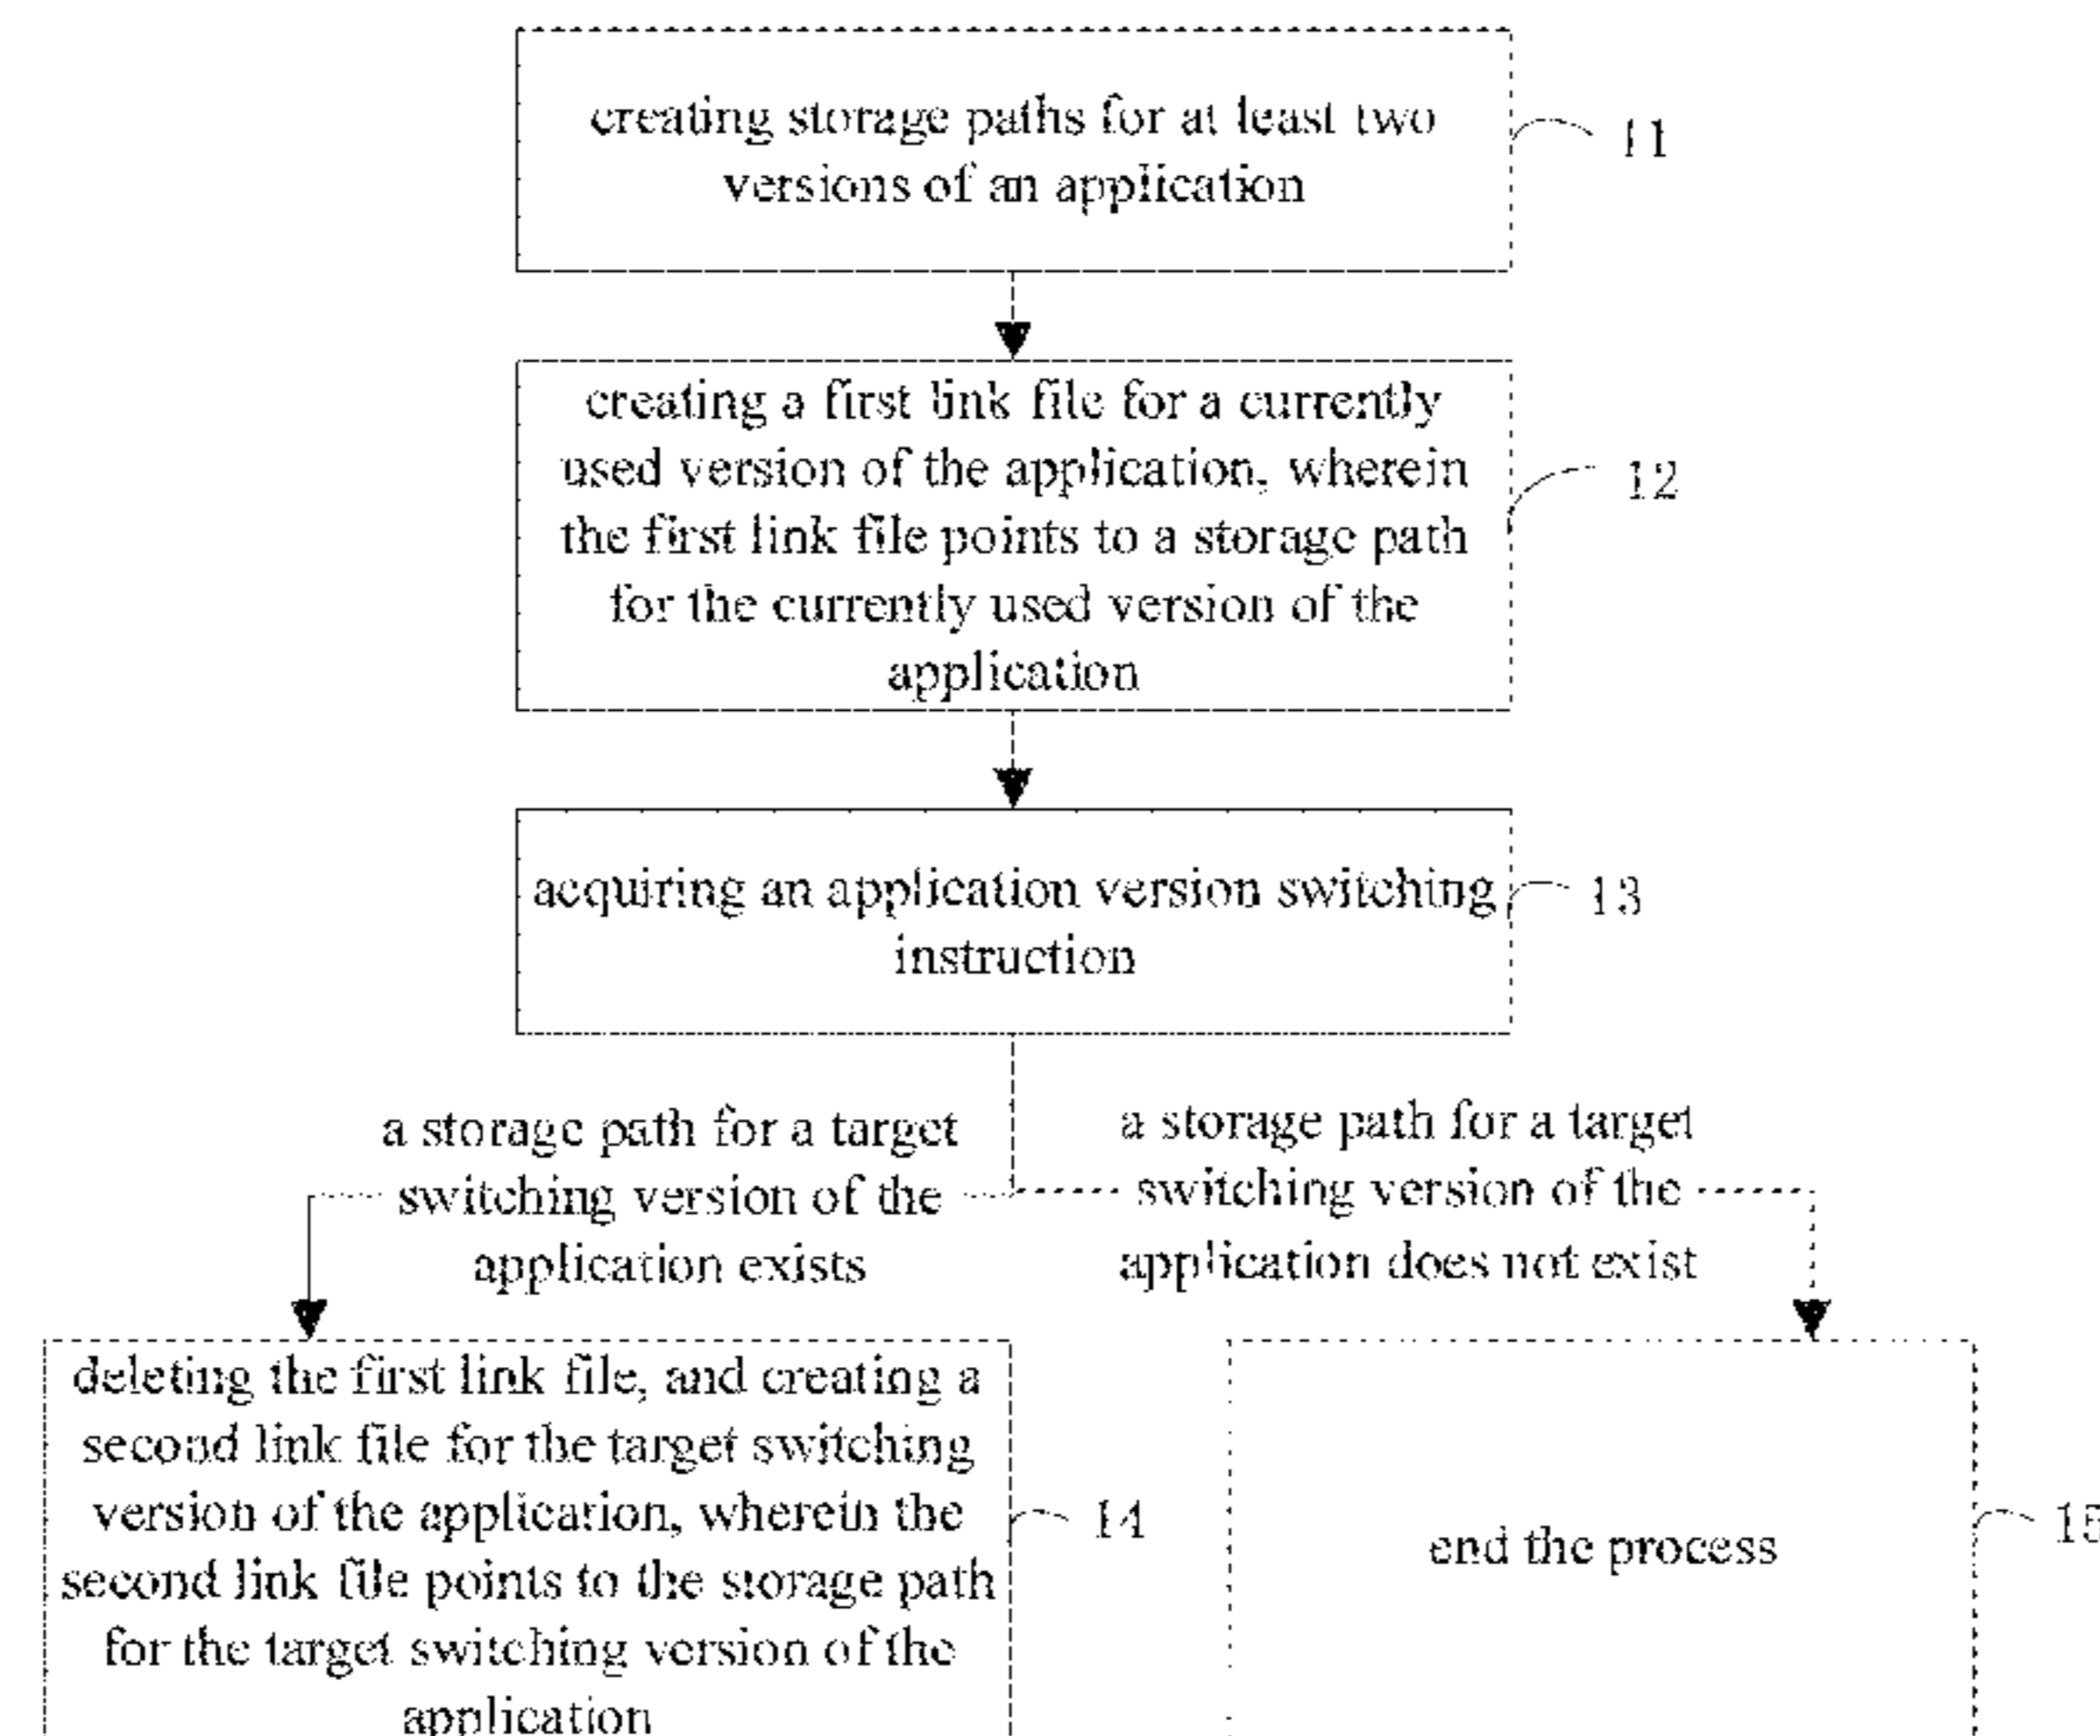 creating storage paths for at least two
versions of an application
11
creating a first link file for a currently
used version of the application, wherein
the first link file points to a storage path
for the currently used version of the
application
12
acquiring an application version switching
instruction
13
a storage path for a target
switching version of the
application exists
a storage path for a target
switching version of the
application does not exist
deleting the first link file, and creating a
second link file for the target switching
version of the application, wherein the
second link file points to the storage path
for the target switching version of the
application
14
end the process
15